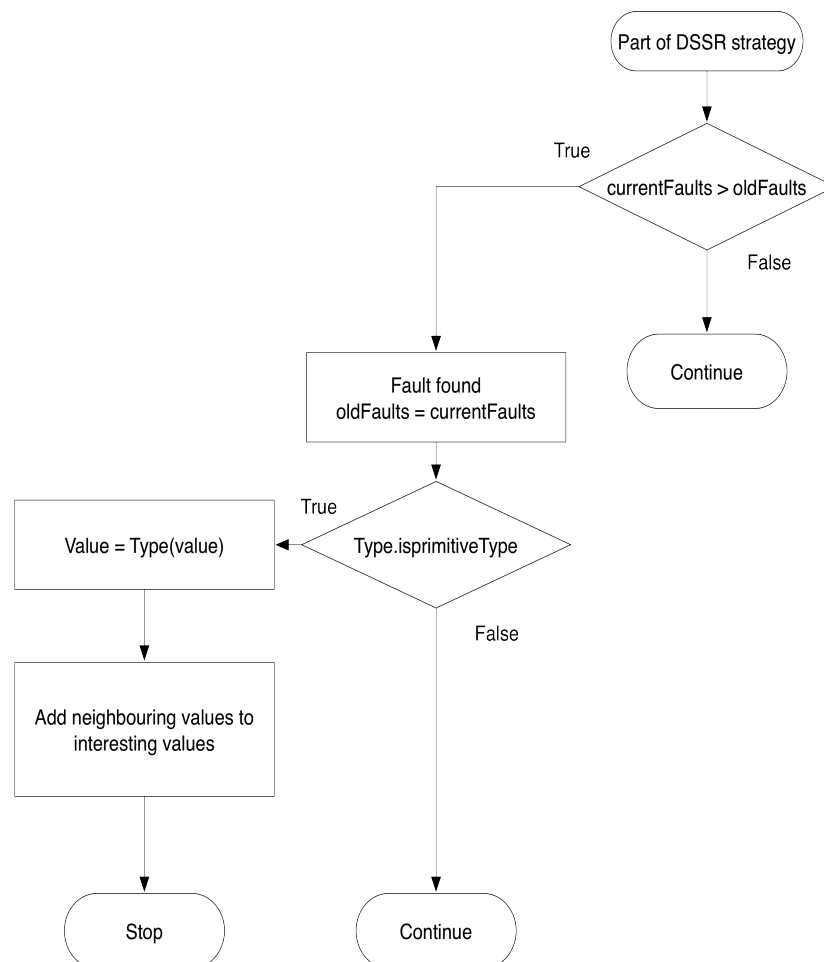 Part of DSSR strategy
True
currentFaults > oldFaults
False
Continue
Fault found
oldFaults = currentFaults
True
Value = Type(value)
Type.isprimitiveType
False
Add neighbouring values to
interesting values
Stop
Continue